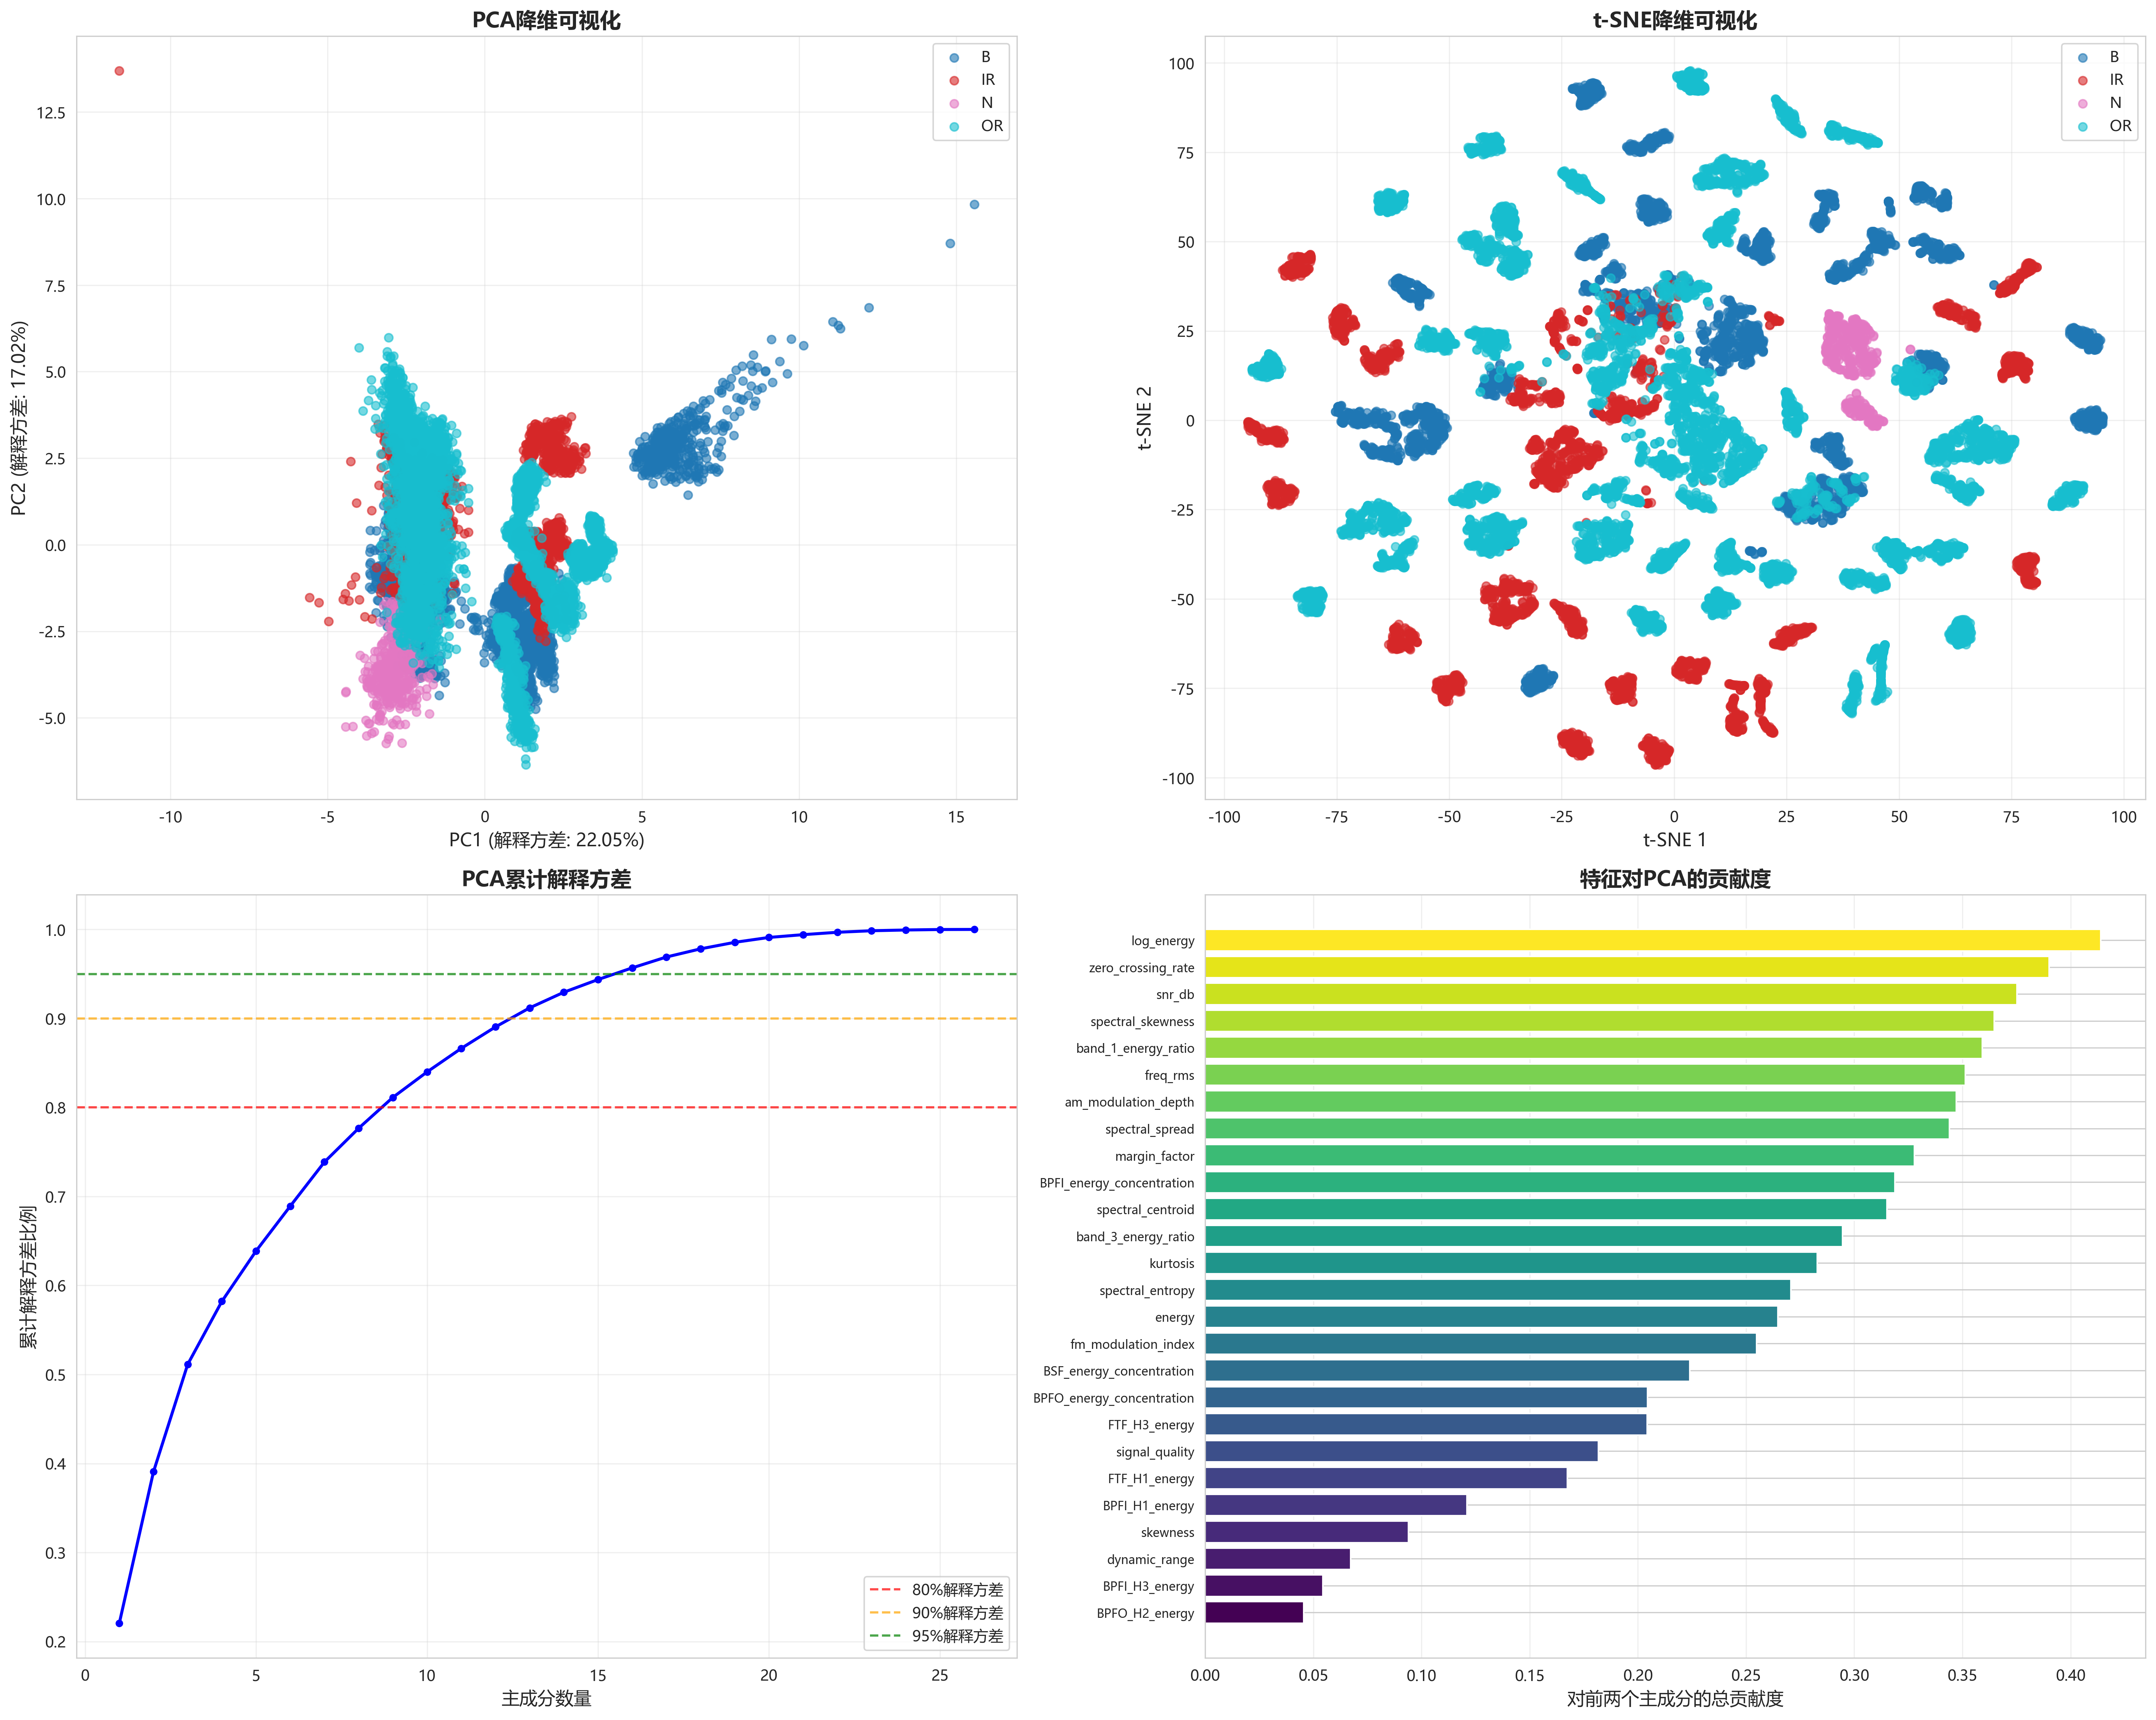 PCA降维可视化
B
IR
N
OR
12.5
10.0
7.5
5.0
2.5
0.0
-2.5
-5.0
PC2 (解释方差: 17.02%)
-10
-5
0
5
10
15
PC1 (解释方差: 22.05%)
t-SNE降维可视化
B
IR
N
OR
100
75
50
25
0
-25
-50
-75
-100
t-SNE 2
-100
-75
-50
-25
0
25
50
75
100
t-SNE 1
PCA累计解释方差
1.0
0.9
0.8
0.7
0.6
0.5
0.4
0.3
0.2
累计解释方差比例
80%解释方差
90%解释方差
95%解释方差
0
5
10
15
20
25
主成分数量
特征对PCA的贡献度
log_energy
zero_crossing_rate
snr_db
spectral_skewness
band_1_energy_ratio
freq_rms
am_modulation_depth
spectral_spread
margin_factor
BPFI_energy_concentration
spectral_centroid
band_3_energy_ratio
kurtosis
spectral_entropy
energy
fm_modulation_index
BSF_energy_concentration
BPFO_energy_concentration
FTF_H3_energy
signal_quality
FTF_H1_energy
BPFI_H1_energy
skewness
dynamic_range
BPFI_H3_energy
BPFO_H2_energy
0.00
0.05
0.10
0.15
0.20
0.25
0.30
0.35
0.40
对前两个主成分的总贡献度